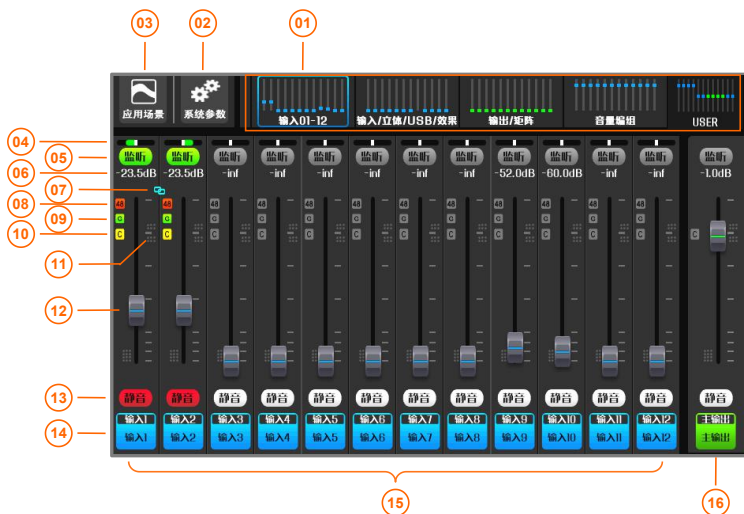 03 02 01
应用场景 系统参数 输入01-12 输入/立体/USB/效果 输出/矩阵 音量编组 USER
04
05 监听 监听 监听 监听 监听 监听 监听 监听 监听 监听 监听 监听 监听
06 -23.5dB -23.5dB -inf -inf -inf -inf -inf -inf -52.0dB -60.0dB -inf -inf -1.0dB
07
08 48 48 48 48 48 48 48 48 48 48 48 48
09 G G G G G G G G G G G G
10 C C C C C C C C C C C C C
11
12
13 静音 静音 静音 静音 静音 静音 静音 静音 静音 静音 静音 静音 静音
输入1 输入2 输入3 输入4 输入5 输入6 输入7 输入8 输入9 输入10 输入11 输入12 主输出
14 输入1 输入2 输入3 输入4 输入5 输入6 输入7 输入8 输入9 输入10 输入11 输入12 主输出
15 16